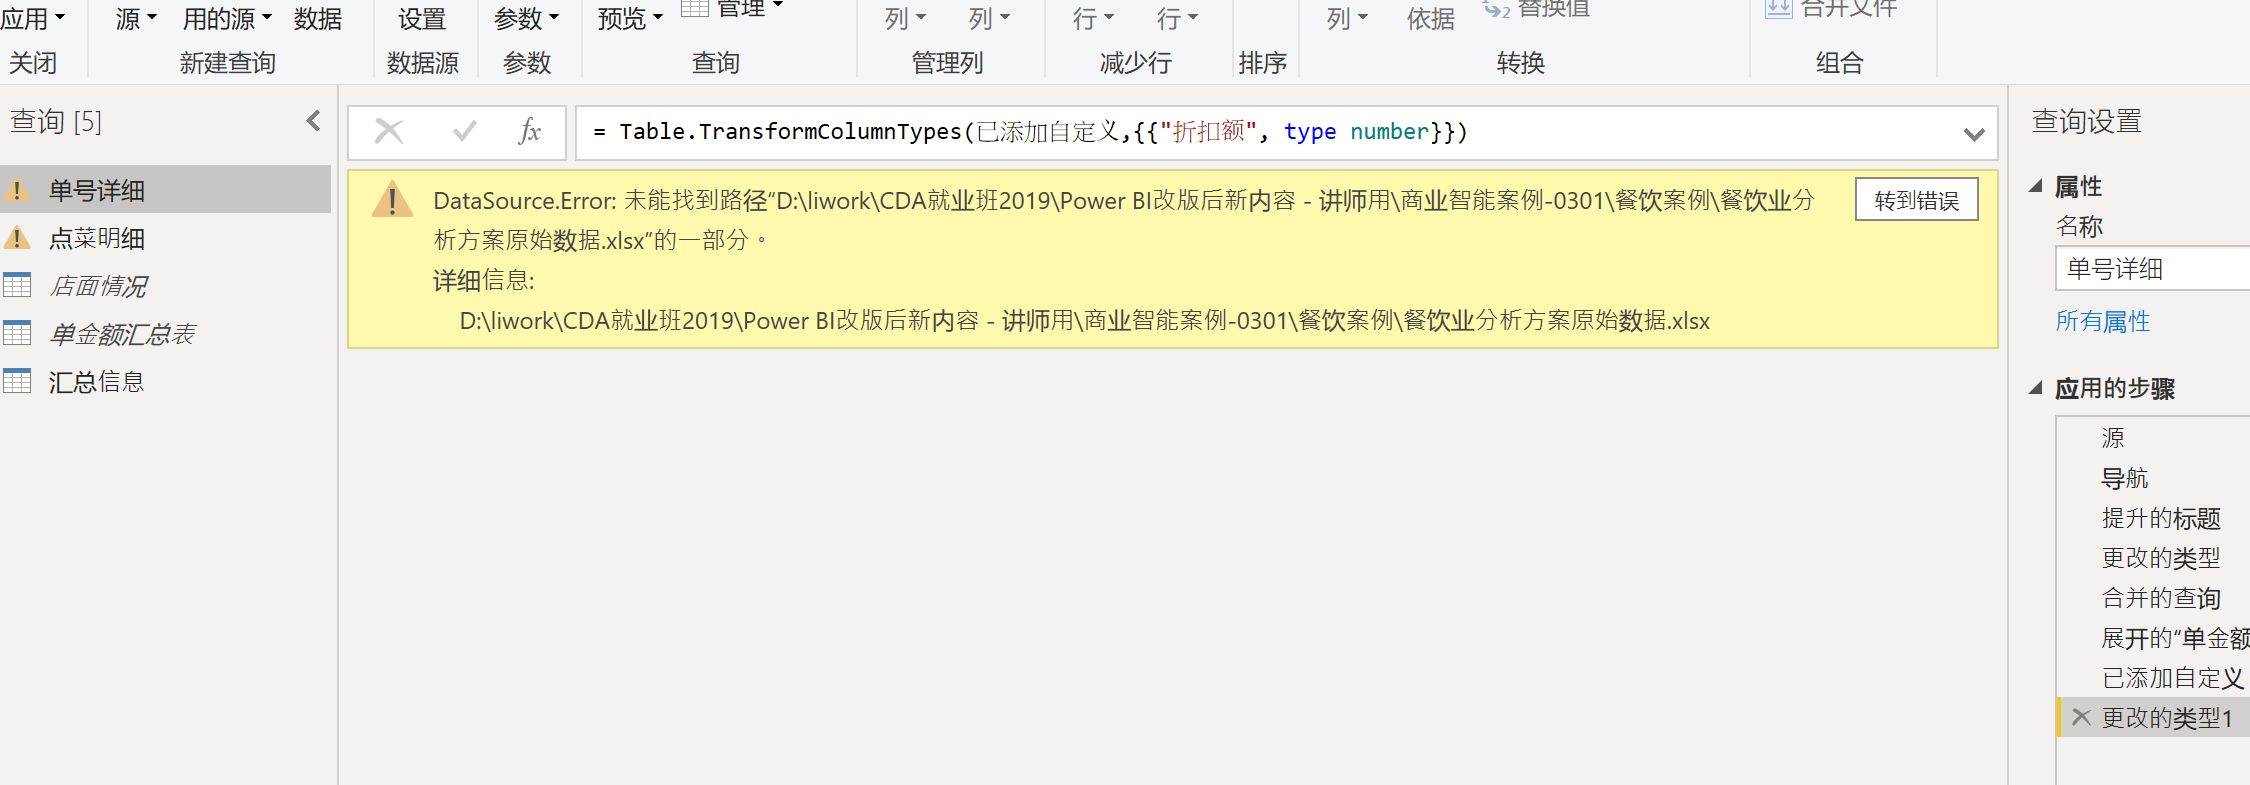 应用 源 用的源 数据 设置 参数 预览 管理 列 列 行 行 列 依据 替换值 合并文件
关闭 新建查询 数据源 参数 查询 管理列 减少行 排序 转换 组合
查询 [5]
单号详细
点菜明细
店面情况
单金额汇总表
汇总信息
fx = Table.TransformColumnTypes(已添加自定义,{{"折扣额", type number}})
DataSource.Error: 未能找到路径“D:\liwork\CDA就业班2019\Power BI改版后新内容 - 讲师用\商业智能案例-0301\餐饮案例\餐饮业分
析方案原始数据.xlsx”的一部分。
详细信息:
D:\liwork\CDA就业班2019\Power BI改版后新内容 - 讲师用\商业智能案例-0301\餐饮案例\餐饮业分析方案原始数据.xlsx
转到错误
查询设置
属性
名称
单号详细
所有属性
应用的步骤
源
导航
提升的标题
更改的类型
合并的查询
展开的“单金额
已添加自定义
更改的类型1